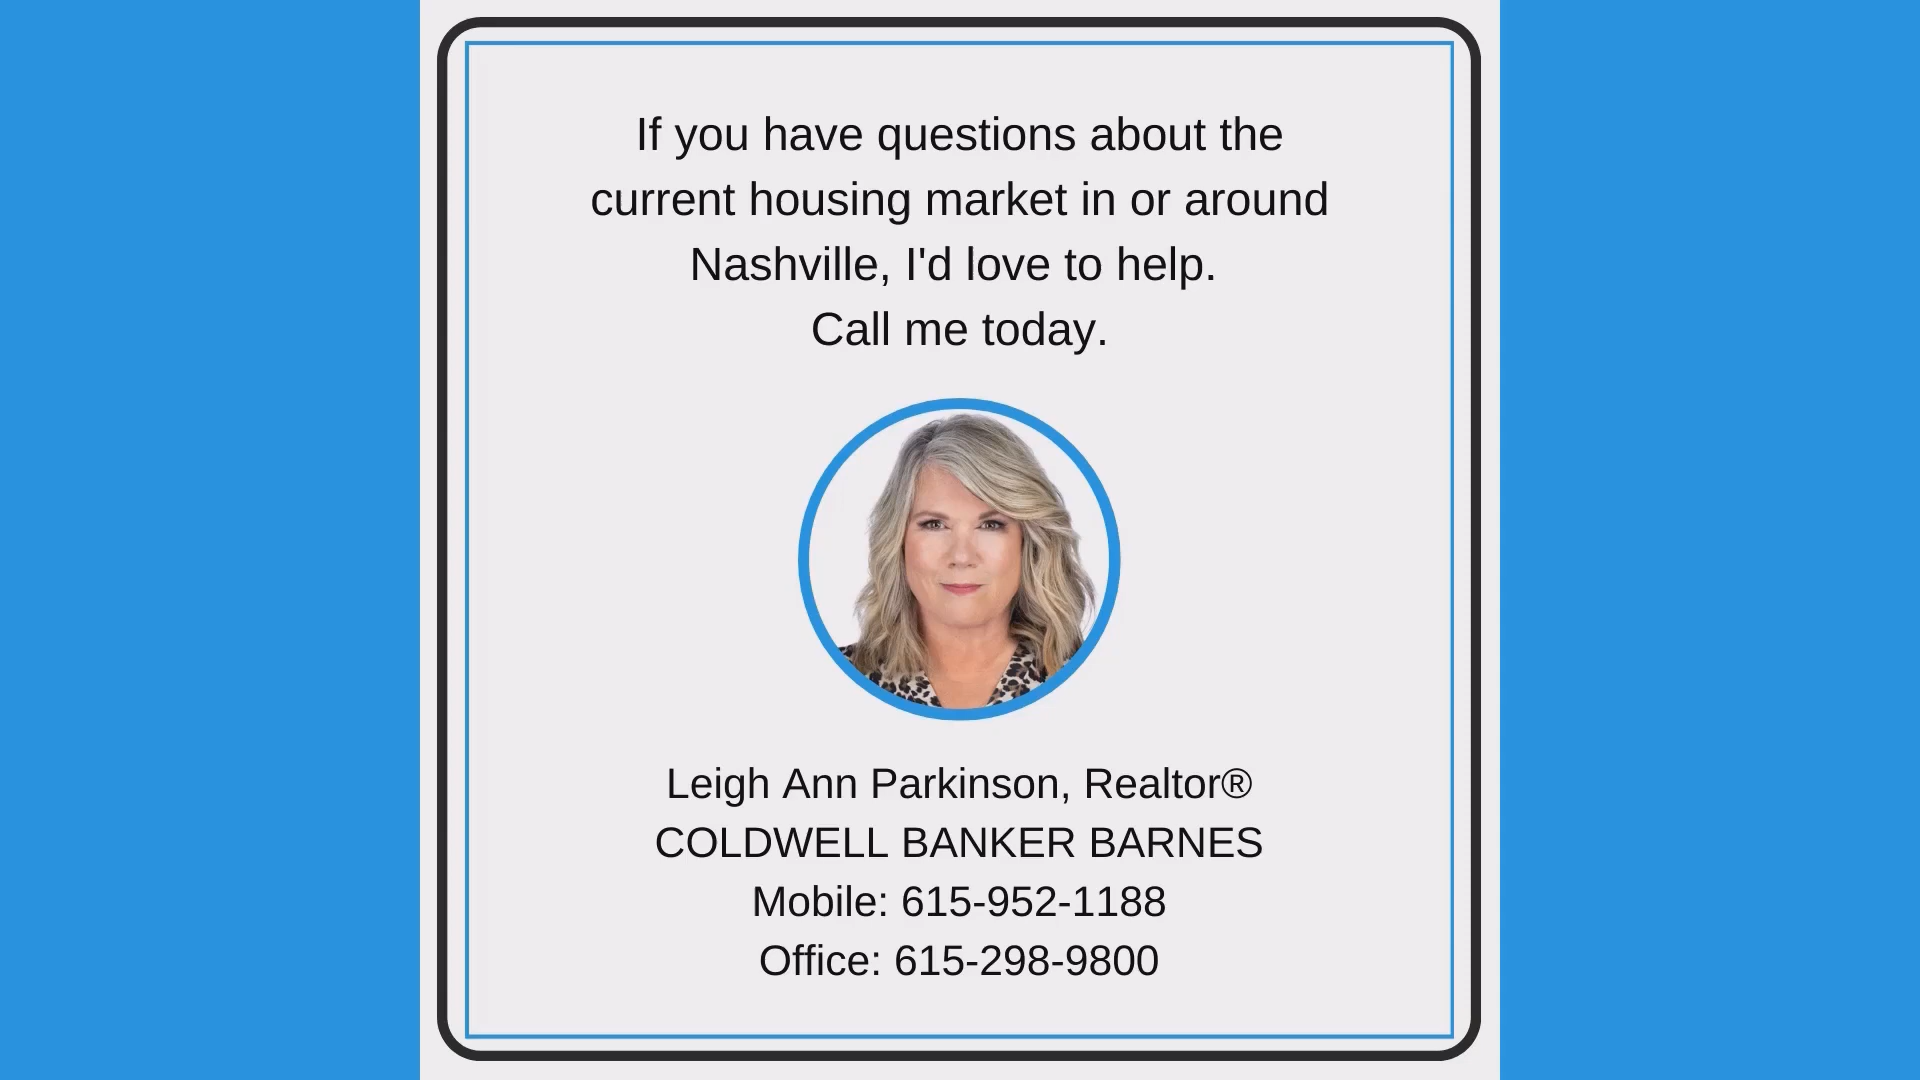 If you have questions about the
current housing market in or around
Nashville, I'd love to help.
Call me today.
Leigh Ann Parkinson, Realtor®
COLDWELL BANKER BARNES
Mobile: 615-952-1188
Office: 615-298-9800